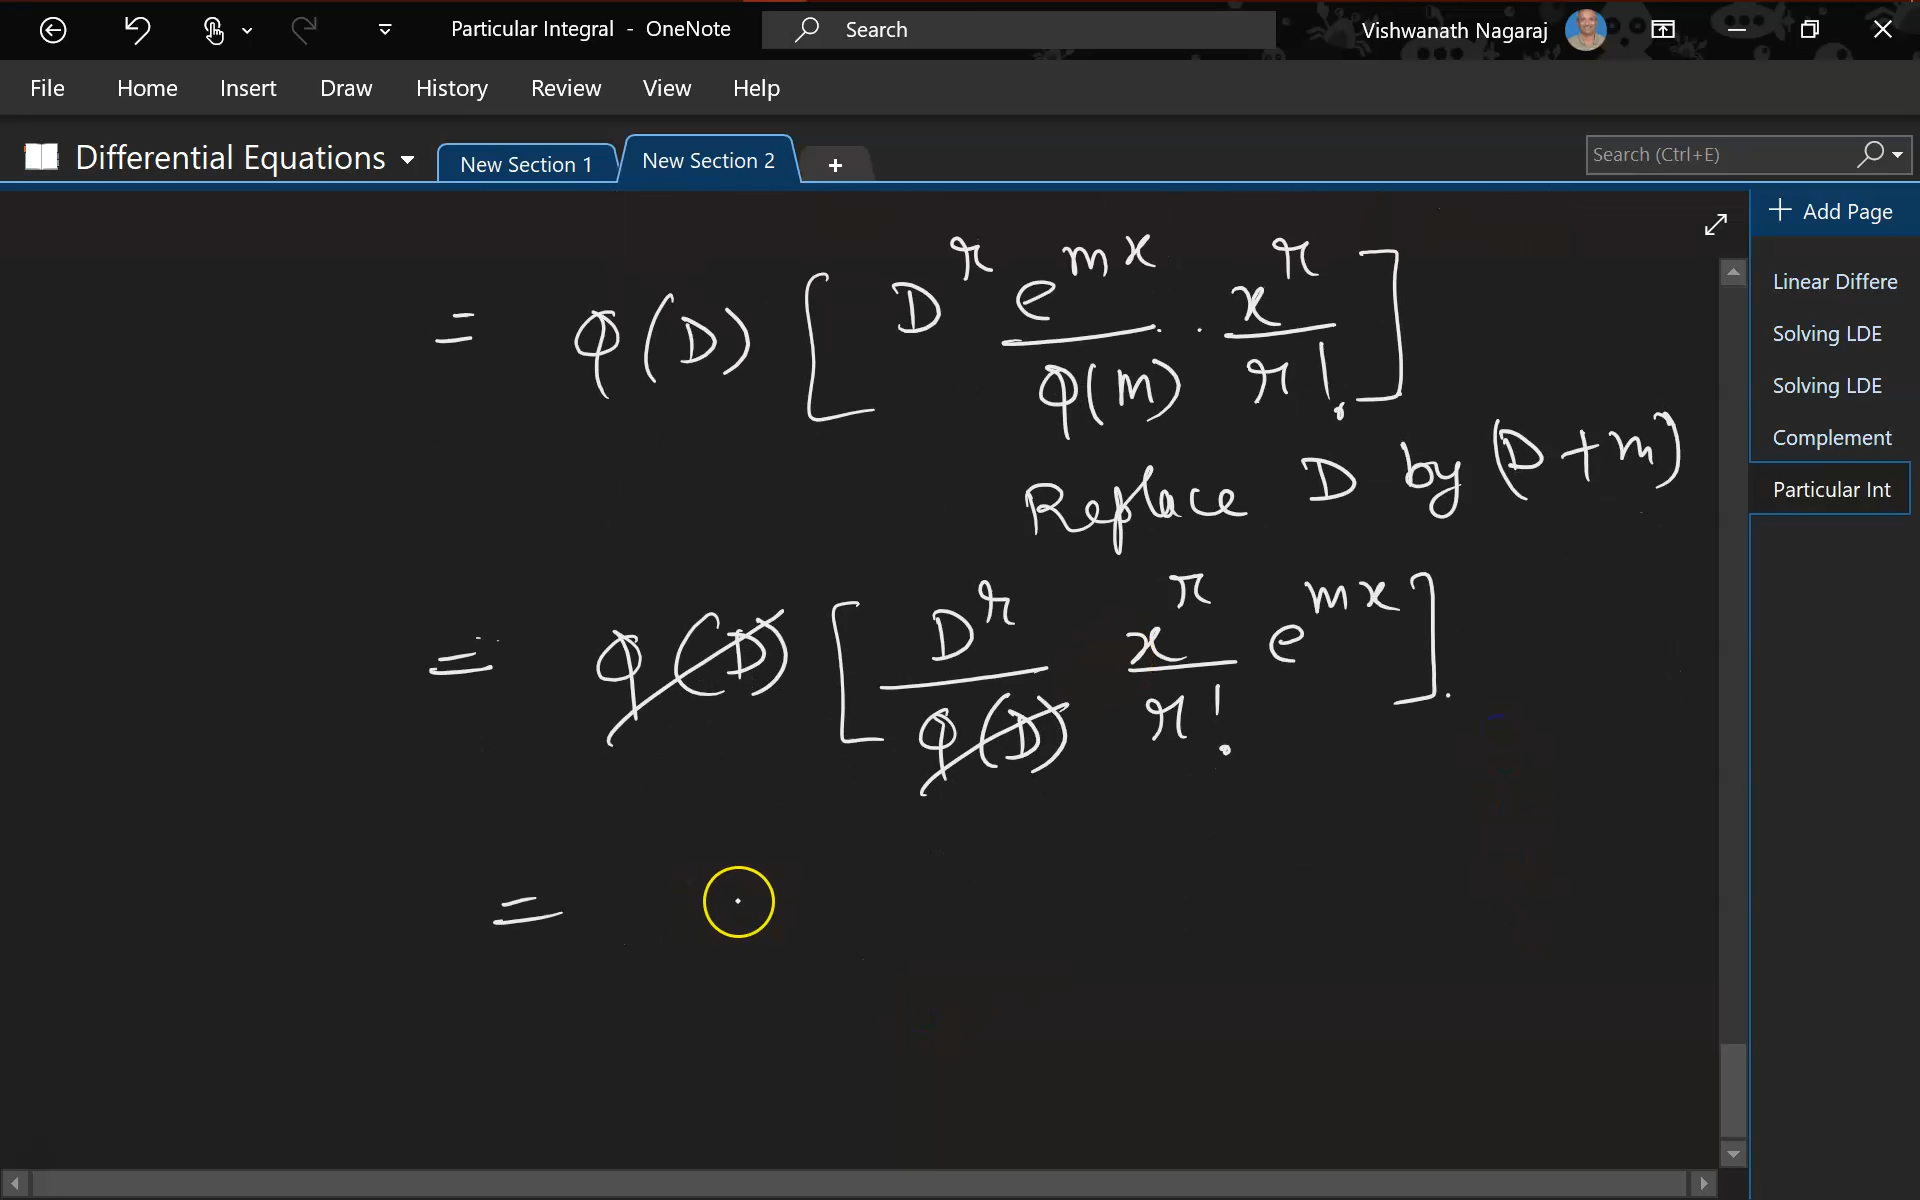 Particular Integral - OneNote
Search
Vishwanath Nagaraj
File Home Insert Draw History Review View Help
Differential Equations
New Section 1
New Section 2
+
Search (Ctrl+E)
+ Add Page
Linear Differe
Solving LDE
Solving LDE
Complement
Particular Int
= φ(D) [ D^r e^{mx} / φ(m) · x^r / r! ]
Replace D by (D+m)
= φ(D) [ D^r / φ(D) x^r / r! e^{mx} ].
=